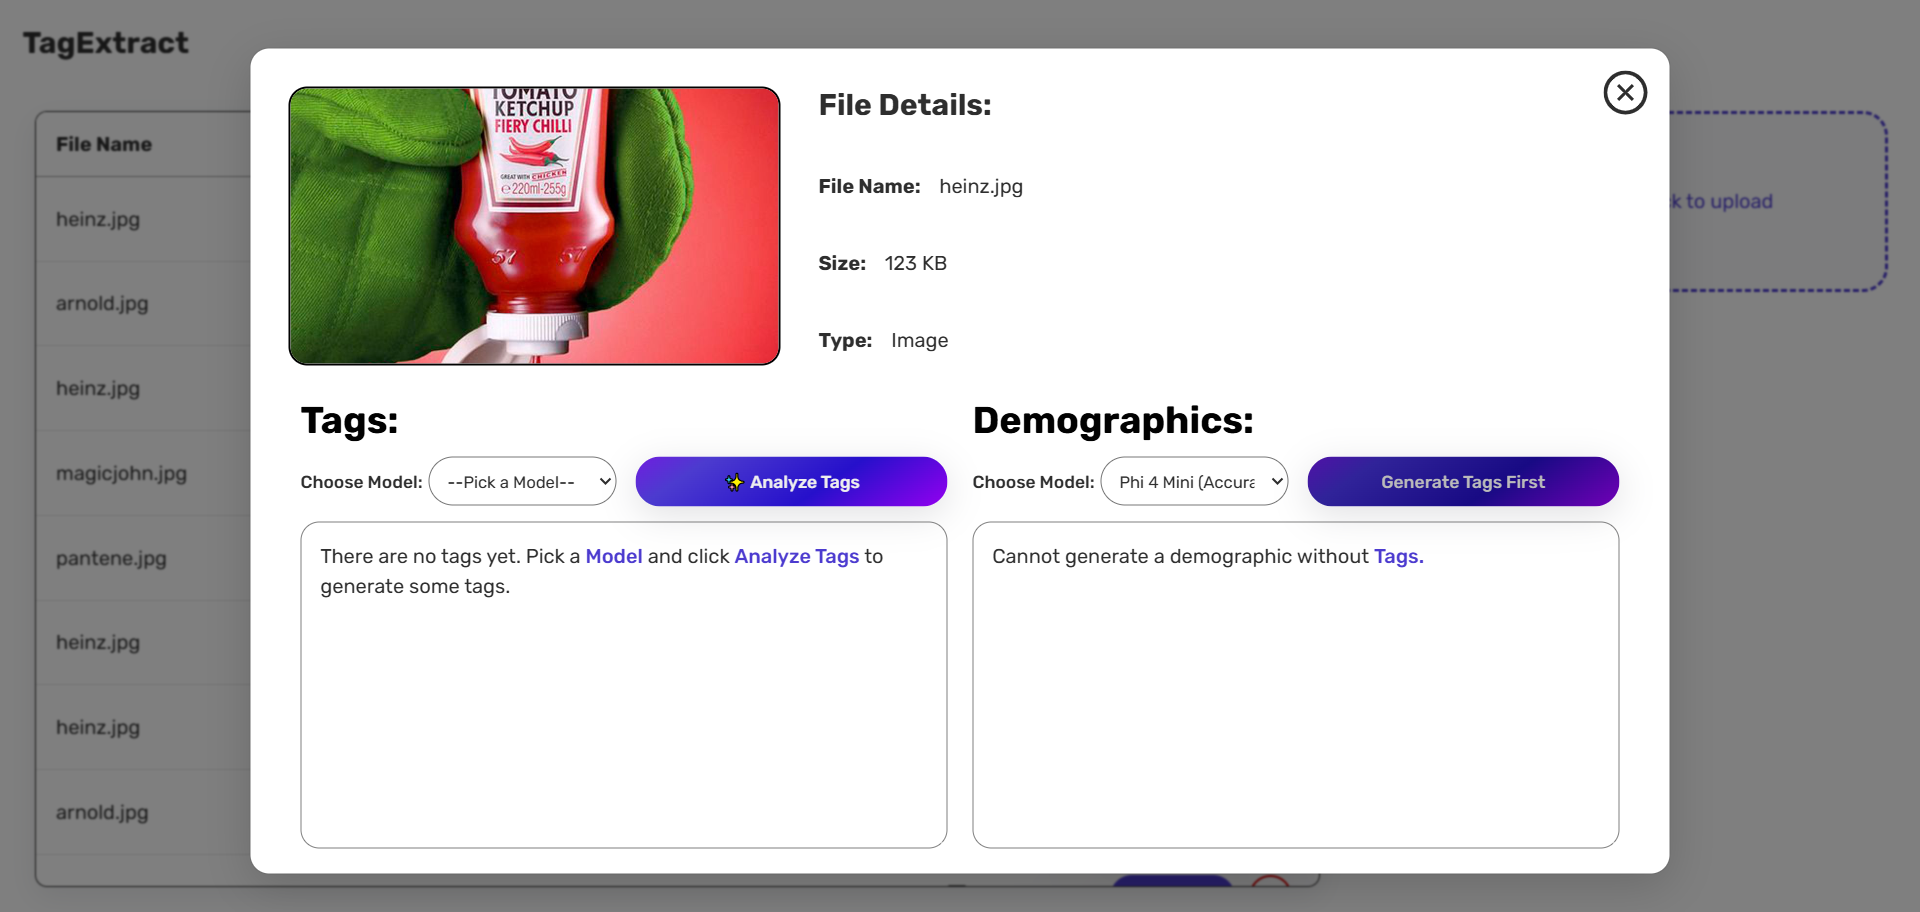 TagExtract
File Name
heinz.jpg
arnold.jpg
heinz.jpg
magicjohn.jpg
pantene.jpg
heinz.jpg
heinz.jpg
arnold.jpg
to upload
TOMATO
KETCHUP
FIERY CHILLI
GREAT WITH CHICKEN
e220ml-255g
57 57
File Details:
File Name: heinz.jpg
Size: 123 KB
Type: Image
Tags:
Choose Model: --Pick a Model-- ✨ Analyze Tags
There are no tags yet. Pick a Model and click Analyze Tags to
generate some tags.
Demographics:
Choose Model: Phi 4 Mini (Accura Generate Tags First
Cannot generate a demographic without Tags.